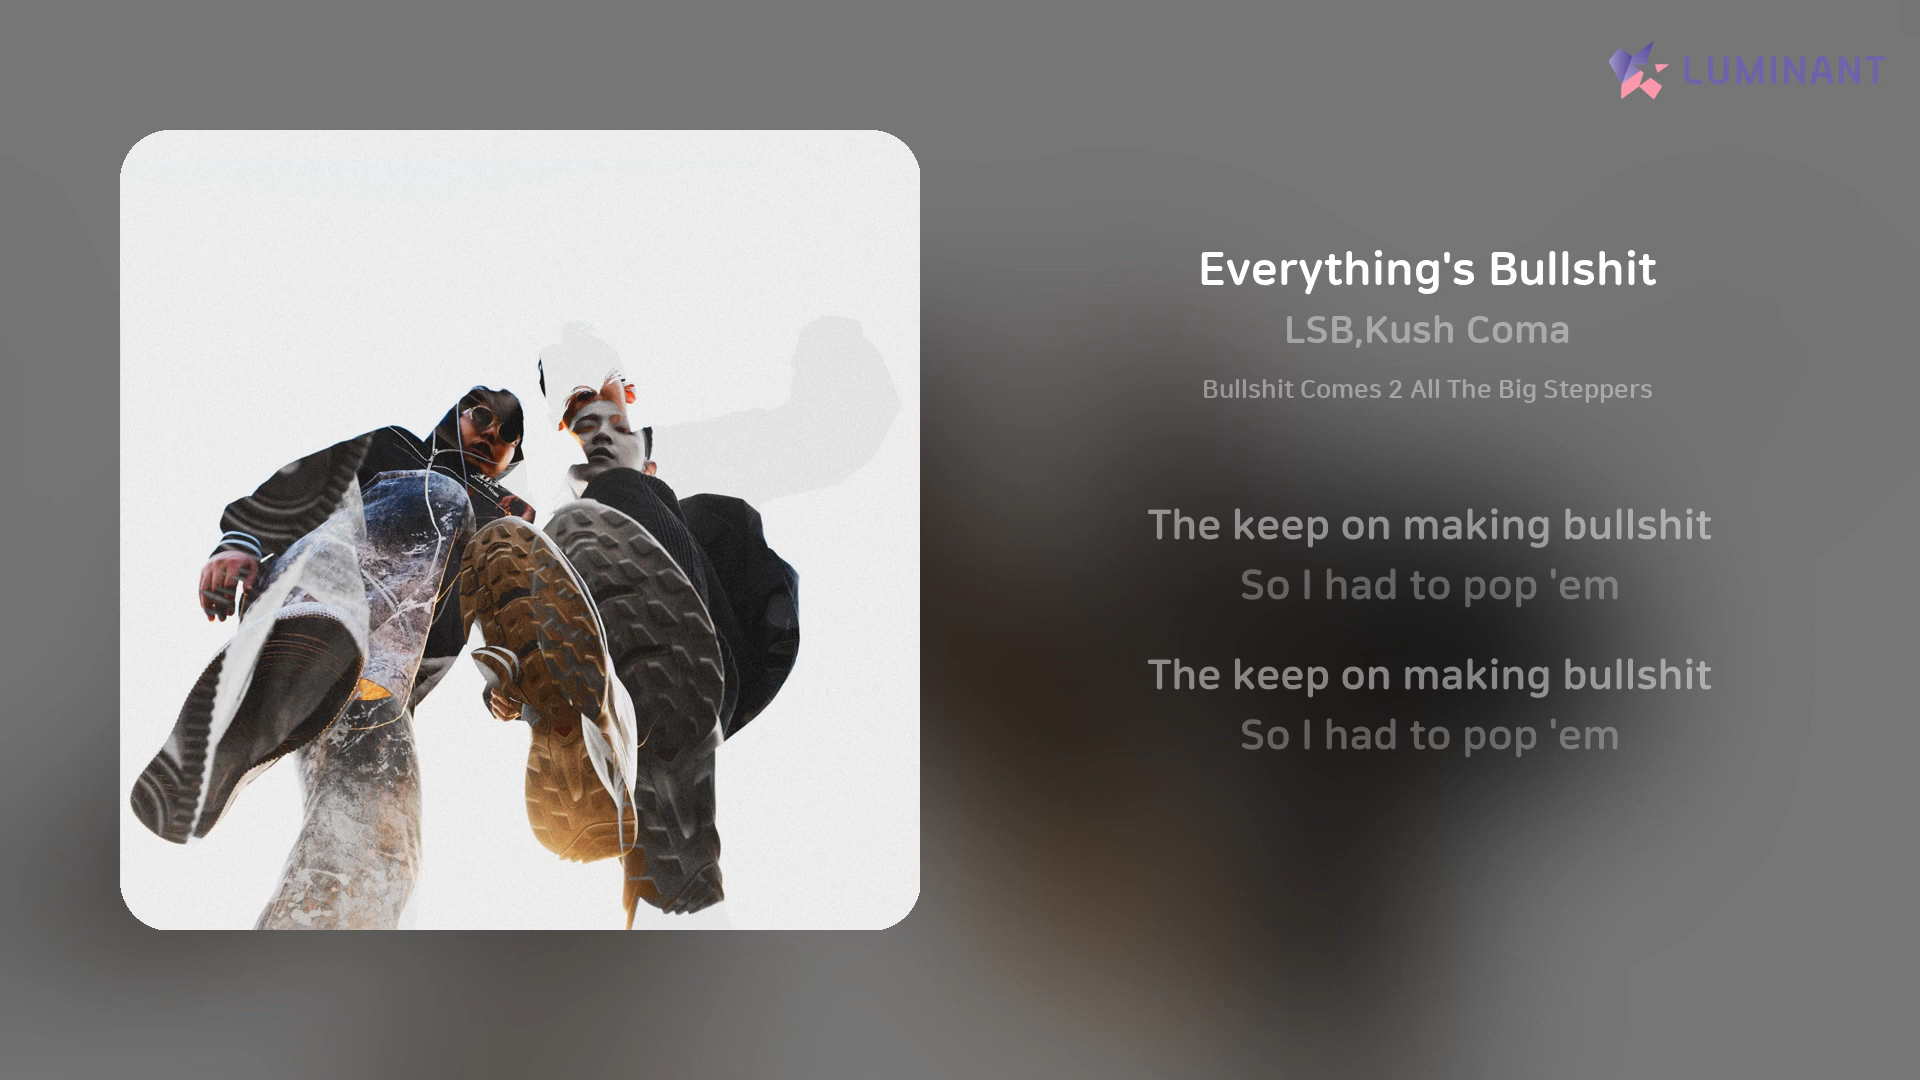 LUMINANT
Everything's Bullshit
LSB,Kush Coma
Bullshit Comes 2 All The Big Steppers
The keep on making bullshit
So I had to pop 'em
The keep on making bullshit
So I had to pop 'em